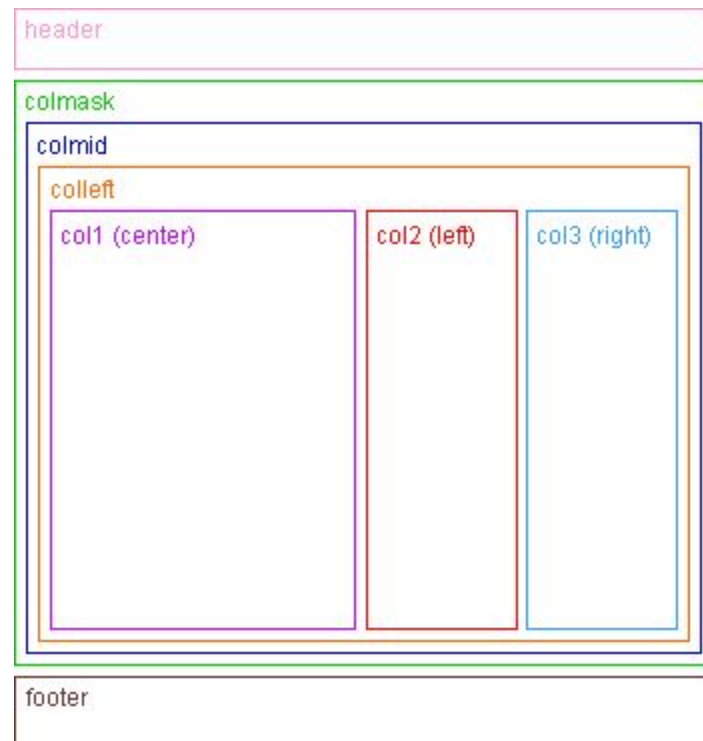 header
colmask
colmid
colleft
col1 (center)
col2 (left)
col3 (right)
footer